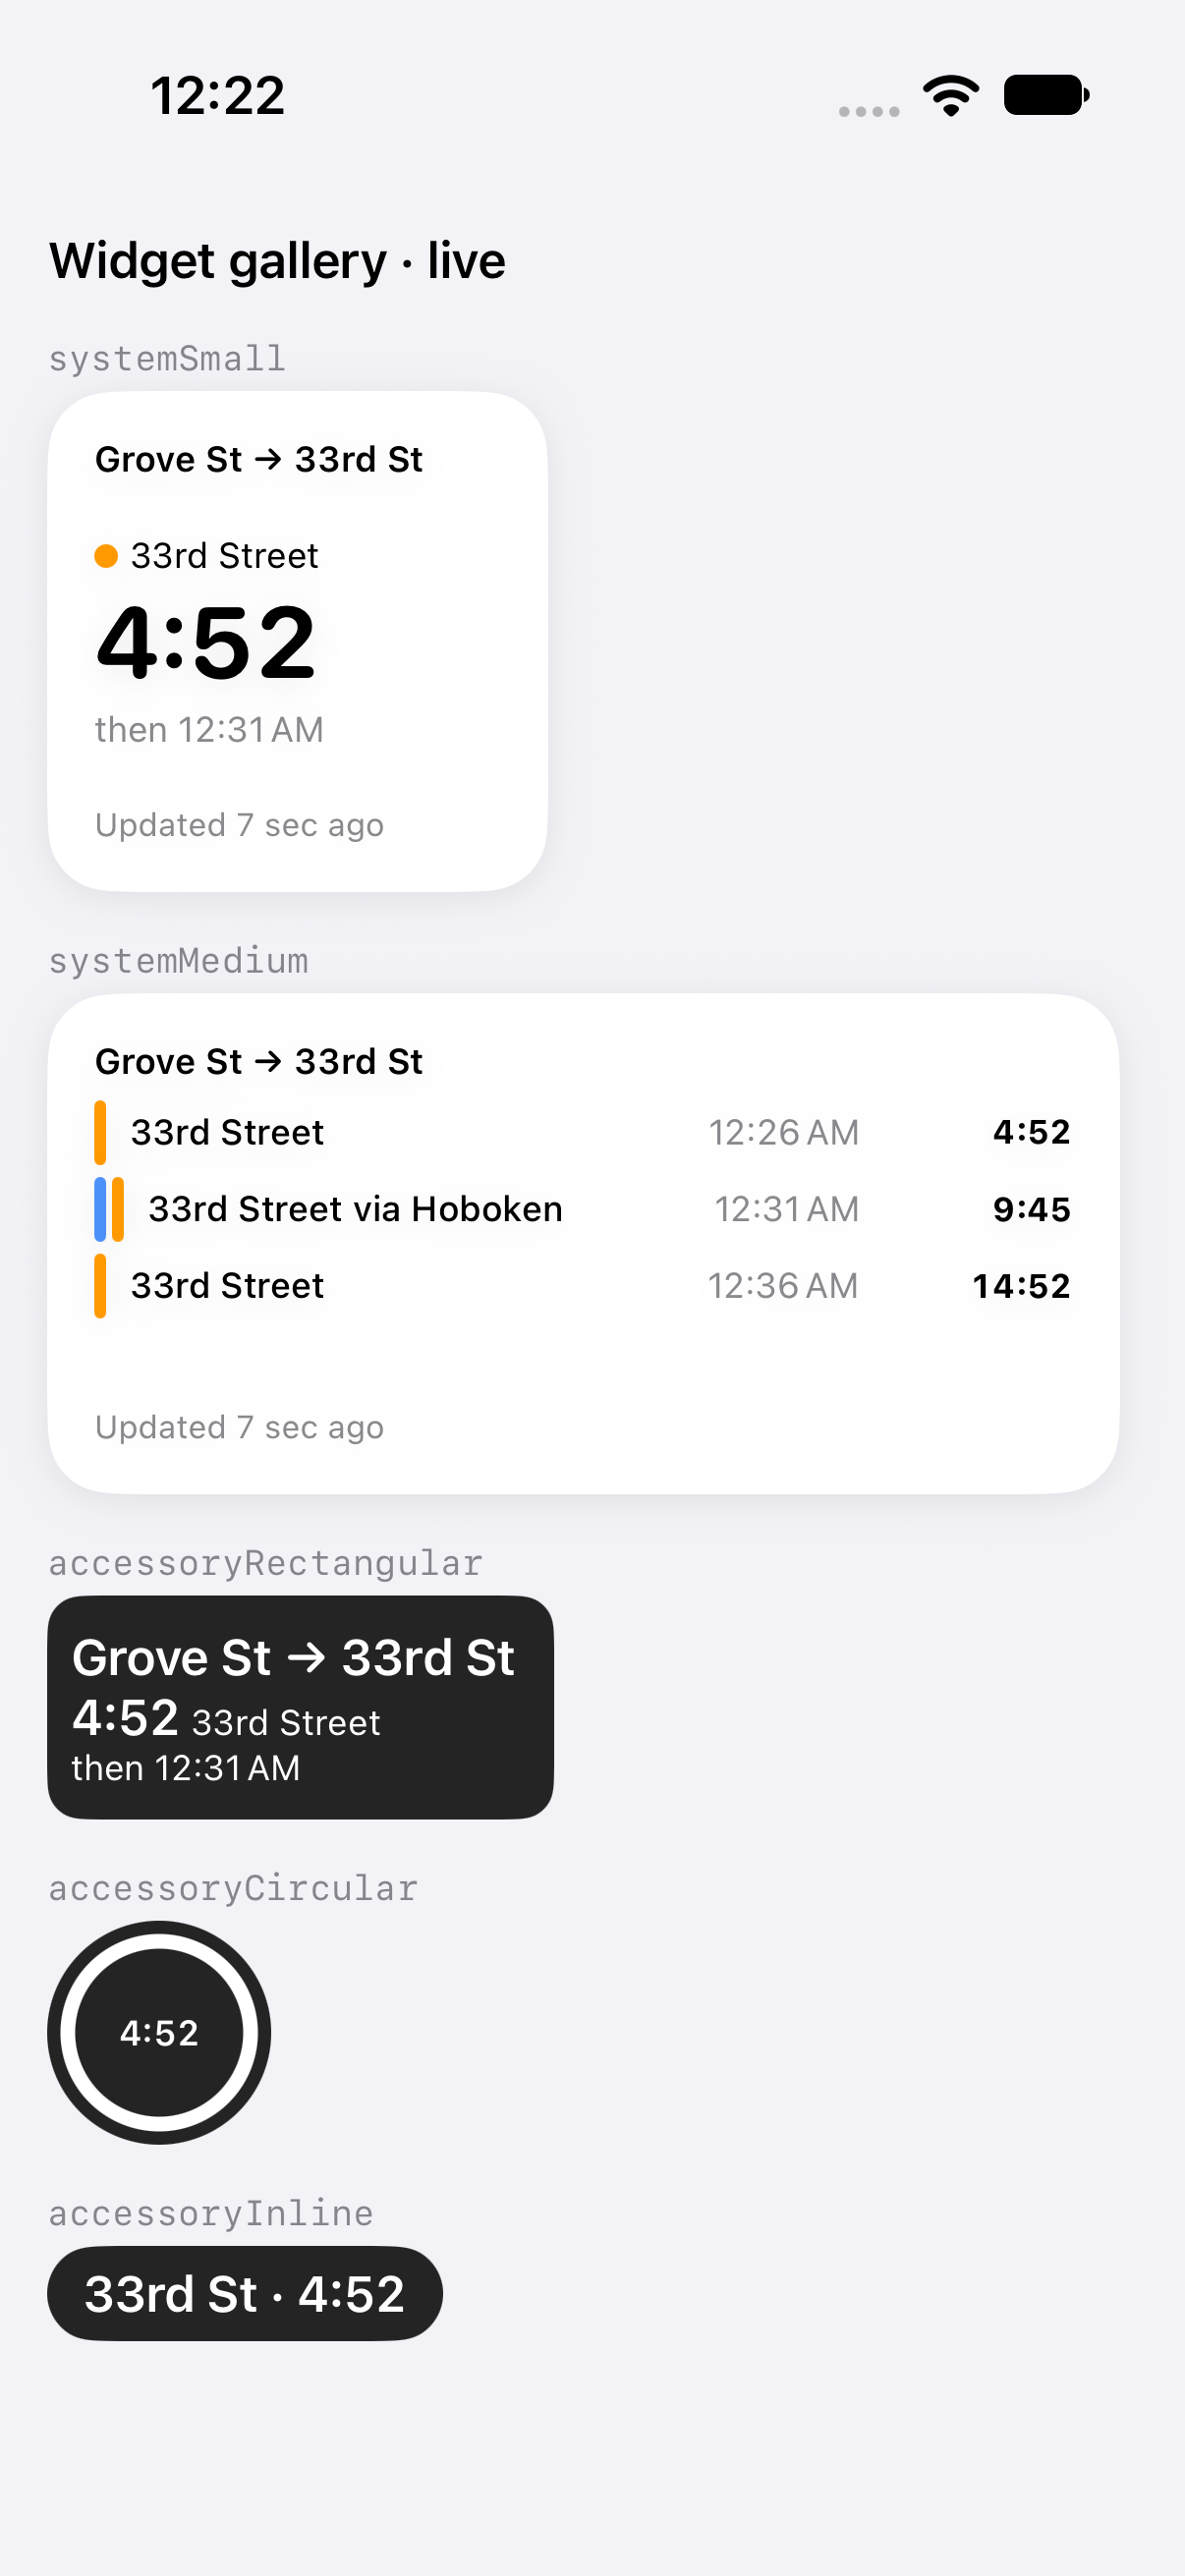 12:22
Widget gallery · live
systemSmall
Grove St → 33rd St
33rd Street
4:52
then 12:31 AM
Updated 7 sec ago
systemMedium
Grove St → 33rd St
33rd Street 12:26 AM 4:52
33rd Street via Hoboken 12:31 AM 9:45
33rd Street 12:36 AM 14:52
Updated 7 sec ago
accessoryRectangular
Grove St → 33rd St
4:52 33rd Street
then 12:31 AM
accessoryCircular
4:52
accessoryInline
33rd St · 4:52